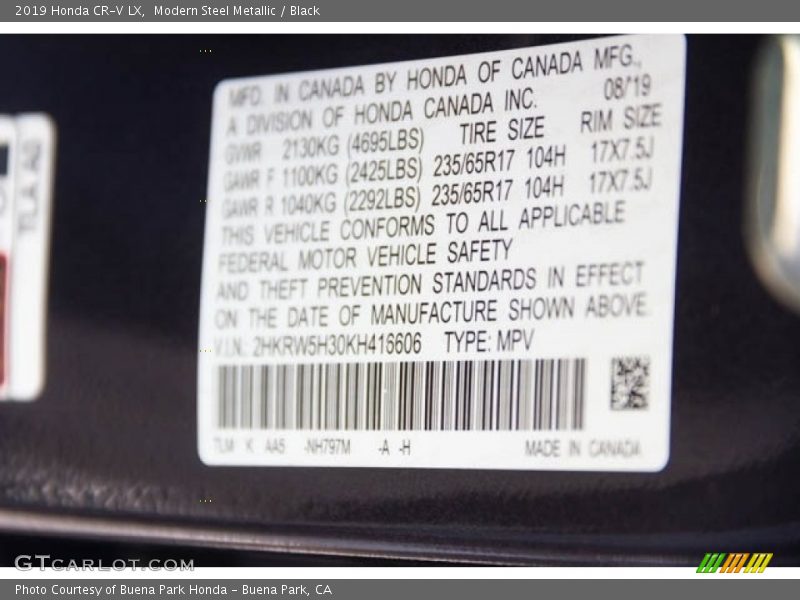 2019 Honda CR-V LX,  Modern Steel Metallic / Black
MFD. IN CANADA BY HONDA OF CANADA MFG.,
A DIVISION OF HONDA CANADA INC. 08/19
GVWR 2130KG (4695LBS) TIRE SIZE RIM SIZE
GAWR F 1100KG (2425LBS) 235/65R17 104H 17X7.5J
GAWR R 1040KG (2292LBS) 235/65R17 104H 17X7.5J
THIS VEHICLE CONFORMS TO ALL APPLICABLE
FEDERAL MOTOR VEHICLE SAFETY
AND THEFT PREVENTION STANDARDS IN EFFECT
ON THE DATE OF MANUFACTURE SHOWN ABOVE.
V.I.N. 2HKRW5H30KH416606 TYPE: MPV
TLM K AA5 -NH797M -A -H MADE IN CANADA
GTCARLOT.COM
Photo Courtesy of Buena Park Honda - Buena Park, CA